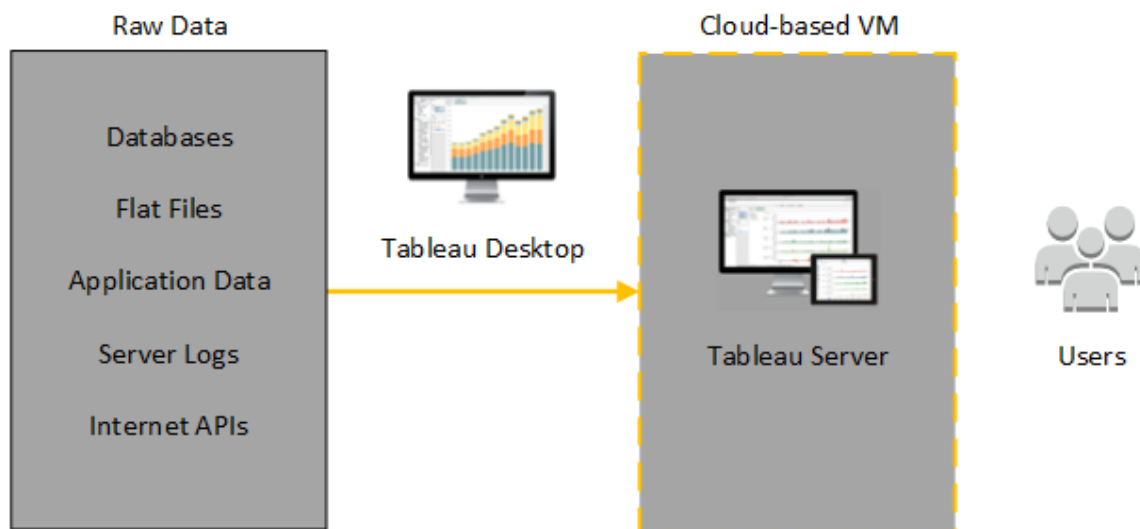 Raw Data
Databases
Flat Files
Application Data
Server Logs
Internet APIs
Tableau Desktop
Cloud-based VM
Tableau Server
Users